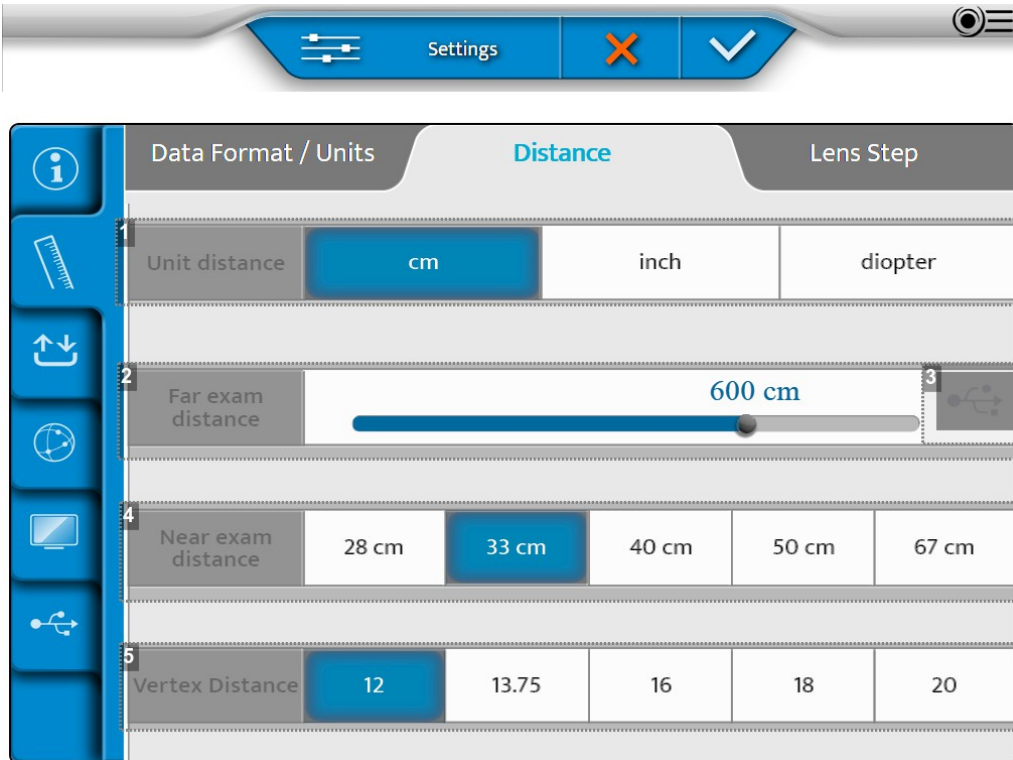 Settings
Data Format / Units
Distance
Lens Step
1
Unit distance
cm
inch
diopter
2
Far exam
distance
600 cm
3
4
Near exam
distance
28 cm
33 cm
40 cm
50 cm
67 cm
5
Vertex Distance
12
13.75
16
18
20